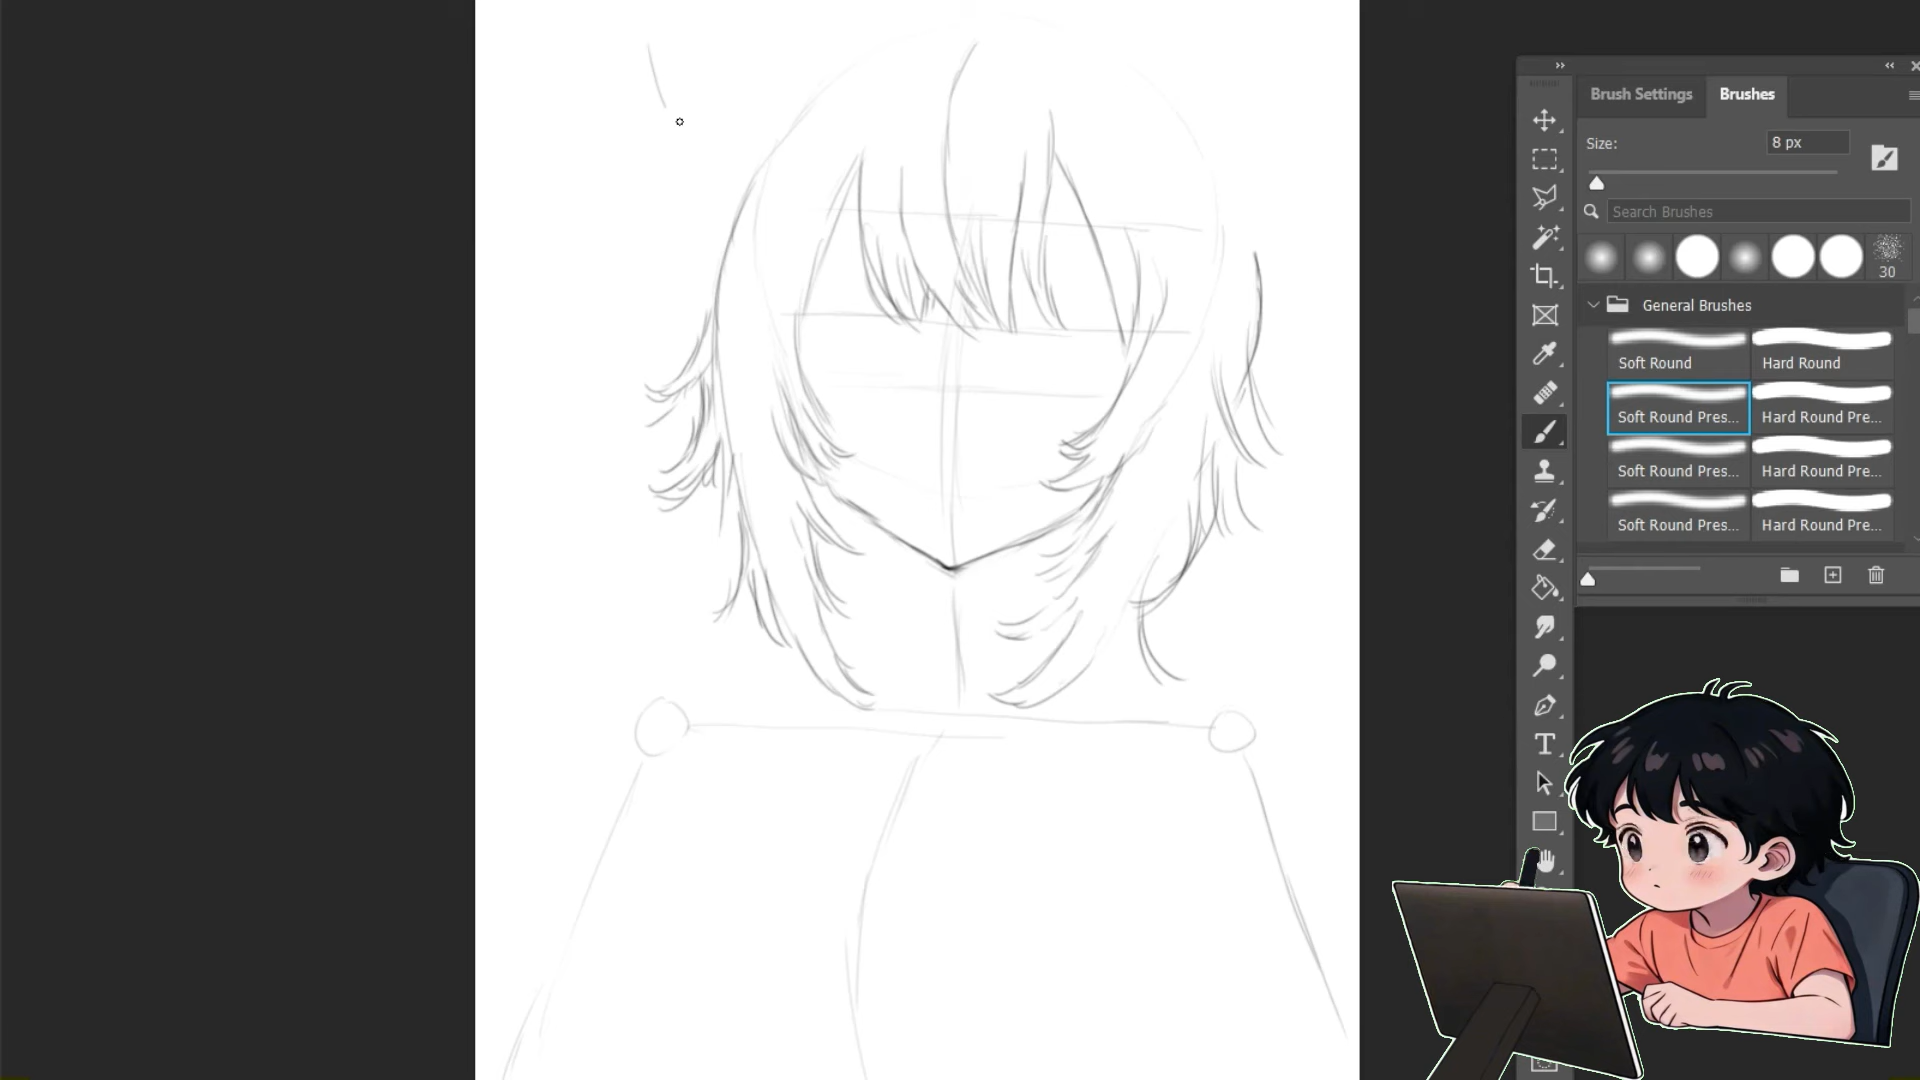 Brush Settings Brushes
Size: 8 px
Search Brushes
30
General Brushes
Soft Round Hard Round
Soft Round Pres... Hard Round Pre...
Soft Round Pres... Hard Round Pre...
Soft Round Pres... Hard Round Pre...